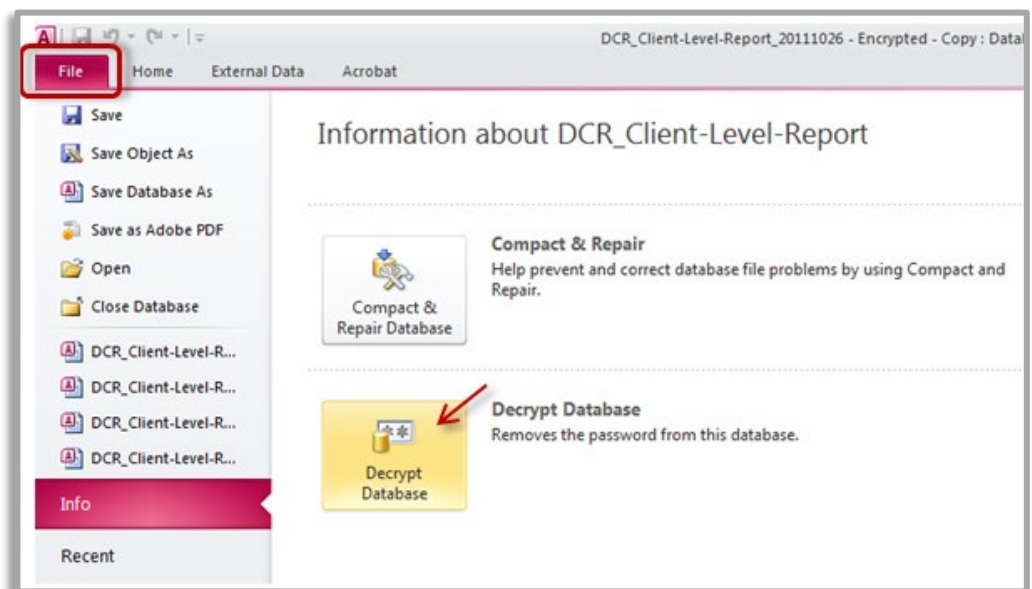 A
DCR_Client-Level-Report_20111026 - Encrypted - Copy : Datal
File Home External Data Acrobat
Save
Save Object As
Save Database As
Save as Adobe PDF
Open
Close Database
DCR_Client-Level-R...
DCR_Client-Level-R...
DCR_Client-Level-R...
DCR_Client-Level-R...
Info
Recent
Information about DCR_Client-Level-Report
Compact &
Repair Database
Compact & Repair
Help prevent and correct database file problems by using Compact and
Repair.
Decrypt
Database
Decrypt Database
Removes the password from this database.